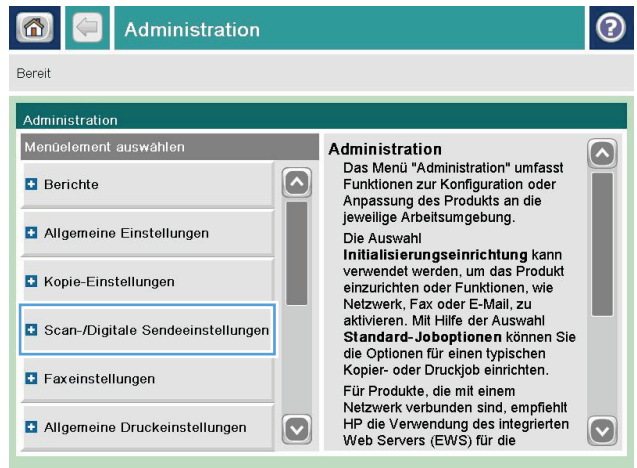 Administration
Bereit
Administration
Menüelement auswählen
Berichte
Allgemeine Einstellungen
Kopie-Einstellungen
Scan-/Digitale Sendeeinstellungen
Faxeinstellungen
Allgemeine Druckeinstellungen
Administration
Das Menü "Administration" umfasst
Funktionen zur Konfiguration oder
Anpassung des Produkts an die
jeweilige Arbeitsumgebung.
Die Auswahl
Initialisierungseinrichtung kann
verwendet werden, um das Produkt
einzurichten oder Funktionen, wie
Netzwerk, Fax oder E-Mail, zu
aktivieren. Mit Hilfe der Auswahl
Standard-Joboptionen können Sie
die Optionen für einen typischen
Kopier- oder Druckjob einrichten.
Für Produkte, die mit einem
Netzwerk verbunden sind, empfiehlt
HP die Verwendung des integrierten
Web Servers (EWS) für die